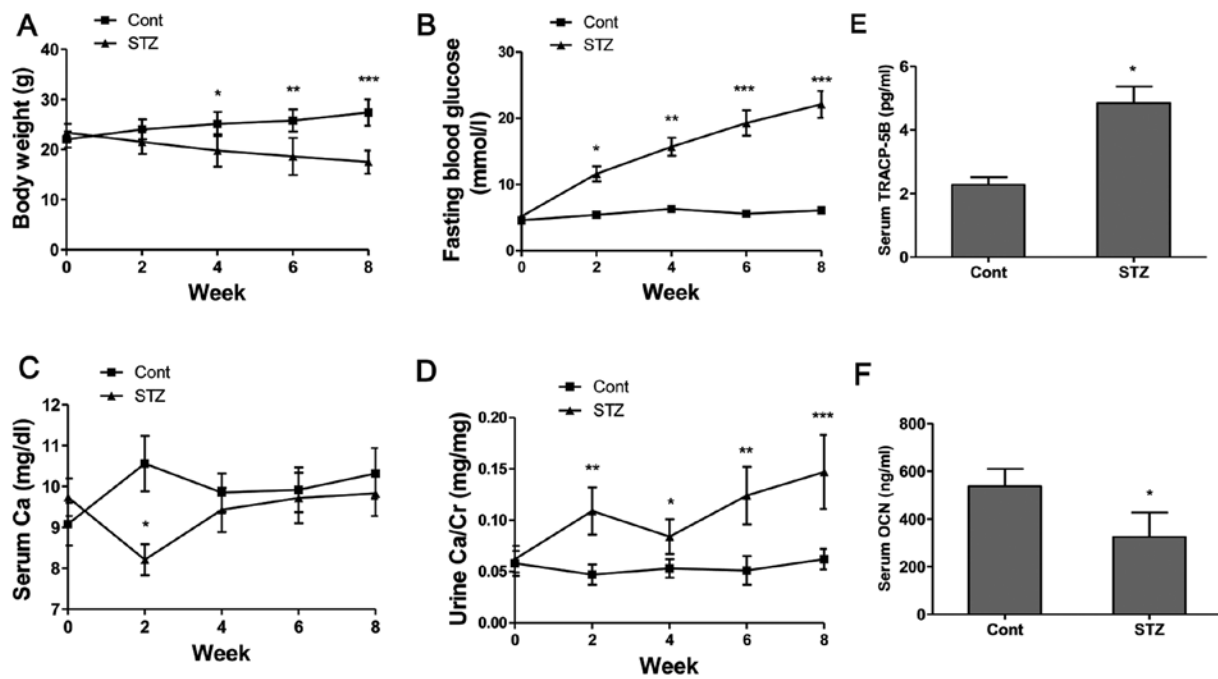 A
Cont
STZ
Body weight (g)
40
30
20
10
0
*
**
***
0 2 4 6 8
Week
B
Cont
STZ
Fasting blood glucose
(mmol/l)
30
20
10
0
*
**
***
***
0 2 4 6 8
Week
E
Serum TRACP-5B (pg/ml)
6
4
2
0
*
Cont STZ
C
Cont
STZ
Serum Ca (mg/dl)
12
11
10
9
8
7
*
0 2 4 6 8
Week
D
Cont
STZ
Urine Ca/Cr (mg/mg)
0.20
0.15
0.10
0.05
0.00
**
*
**
***
0 2 4 6 8
Week
F
Serum OCN (ng/ml)
800
600
400
200
0
*
Cont STZ